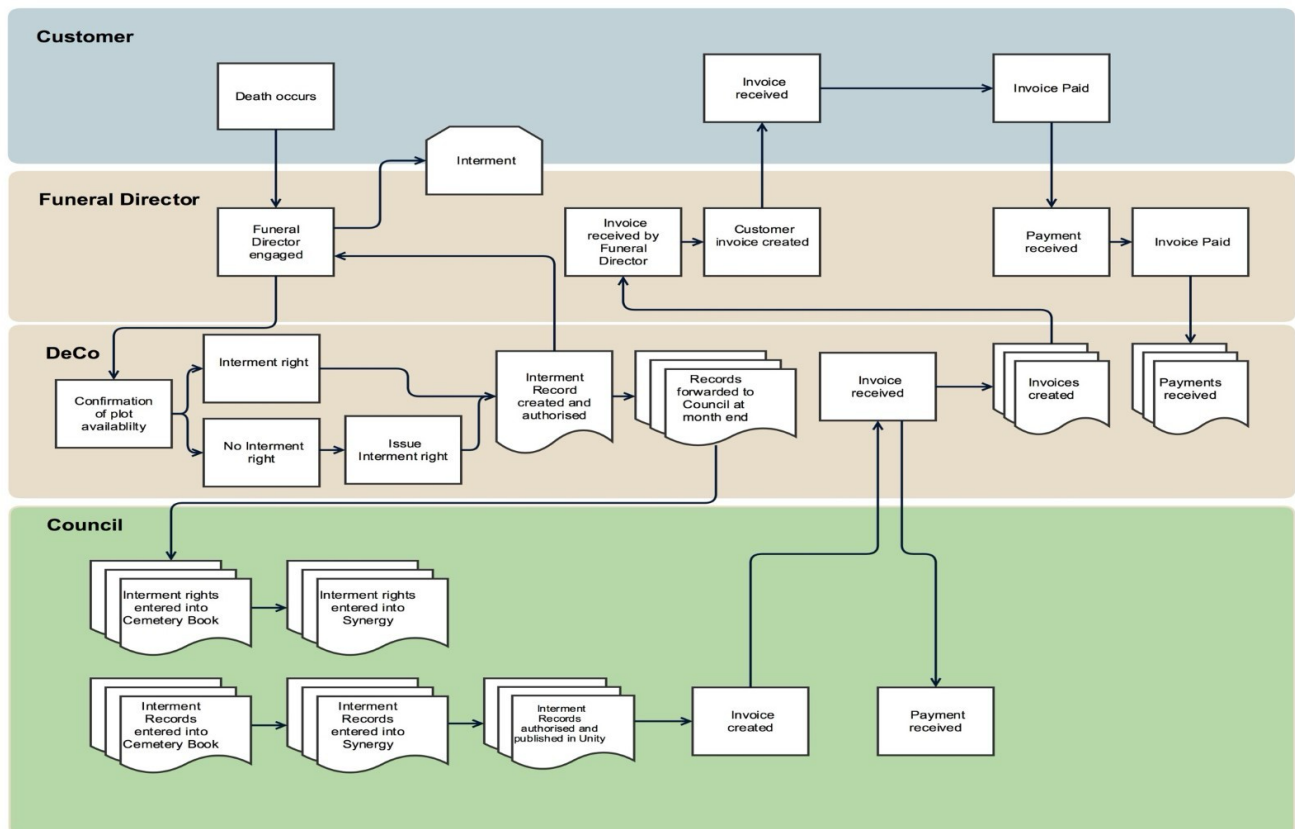 Customer
Death occurs
Interment
Invoice
received
Invoice Paid
Funeral Director
Funeral
Director
engaged
Invoice
received by
Funeral
Director
Customer
invoice created
Payment
received
Invoice Paid
DeCo
Confirmation
of plot
availablilty
Interment right
No Interment
right
Issue
Interment right
Interment
Record
created and
authorised
Records
forwarded to
Council at
month end
Invoice
received
Invoices
created
Payments
received
Council
Interment rights
entered into
Cemetery Book
Interment rights
entered into
Synergy
Interment
Records
entered into
Cemetery Book
Interment
Records
entered into
Synergy
Interment
Records
authorised and
published in Unity
Invoice
created
Payment
received